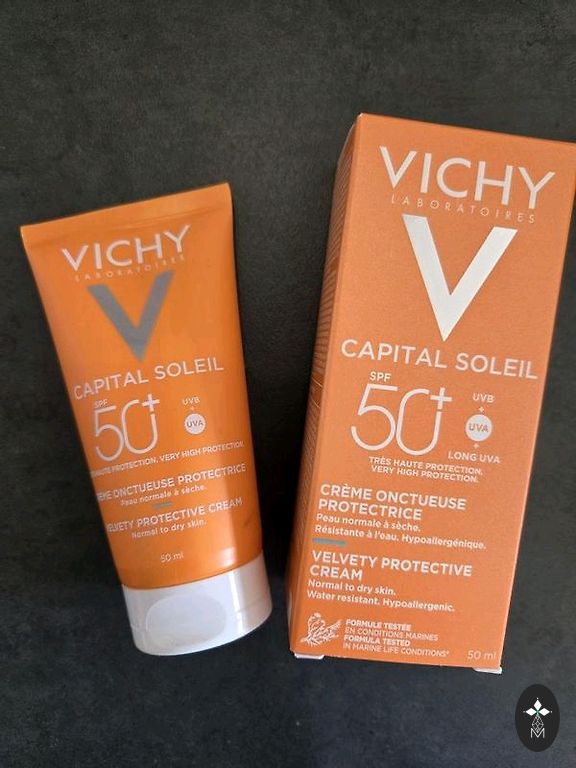 VICHY
LABORATOIRES
V
CAPITAL SOLEIL
SPF
50+
UVB
+
UVA
HAUTE PROTECTION. VERY HIGH PROTECTION.
CRÈME ONCTUEUSE PROTECTRICE
Peau normale à sèche.
VELVETY PROTECTIVE CREAM
Normal to dry skin.
50 ml
VICHY
LABORATOIRES
V
CAPITAL SOLEIL
SPF
50+
UVB
+
UVA
+
LONG UVA
TRÈS HAUTE PROTECTION.
VERY HIGH PROTECTION.
CRÈME ONCTUEUSE
PROTECTRICE
Peau normale à sèche.
Résistante à l'eau. Hypoallergénique.
VELVETY PROTECTIVE
CREAM
Normal to dry skin.
Water resistant. Hypoallergenic.
FORMULE TESTÉE
EN CONDITIONS MARINES
FORMULA TESTED
IN MARINE LIFE CONDITIONS*
50 ml
M